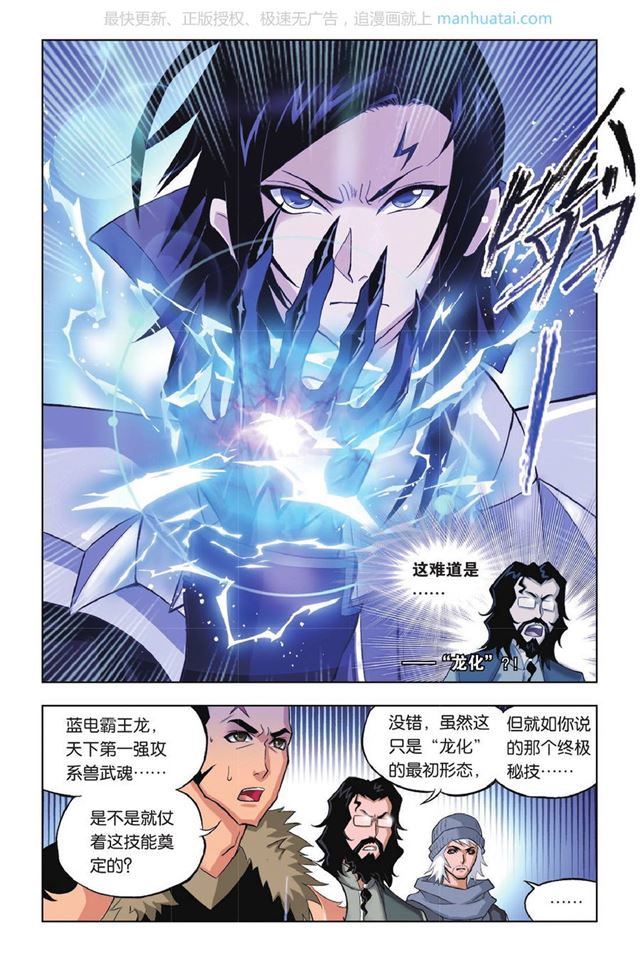 最快更新、正版授权、极速无广告，追漫画就上 manhuatai.com
这难道是
……
——“龙化”?!
蓝电霸王龙，
天下第一强攻
系兽武魂……
是不是就仗
着这技能奠
定的？
没错，虽然这
只是“龙化”
的最初形态，
但就如你说
的那个终极
秘技……
……